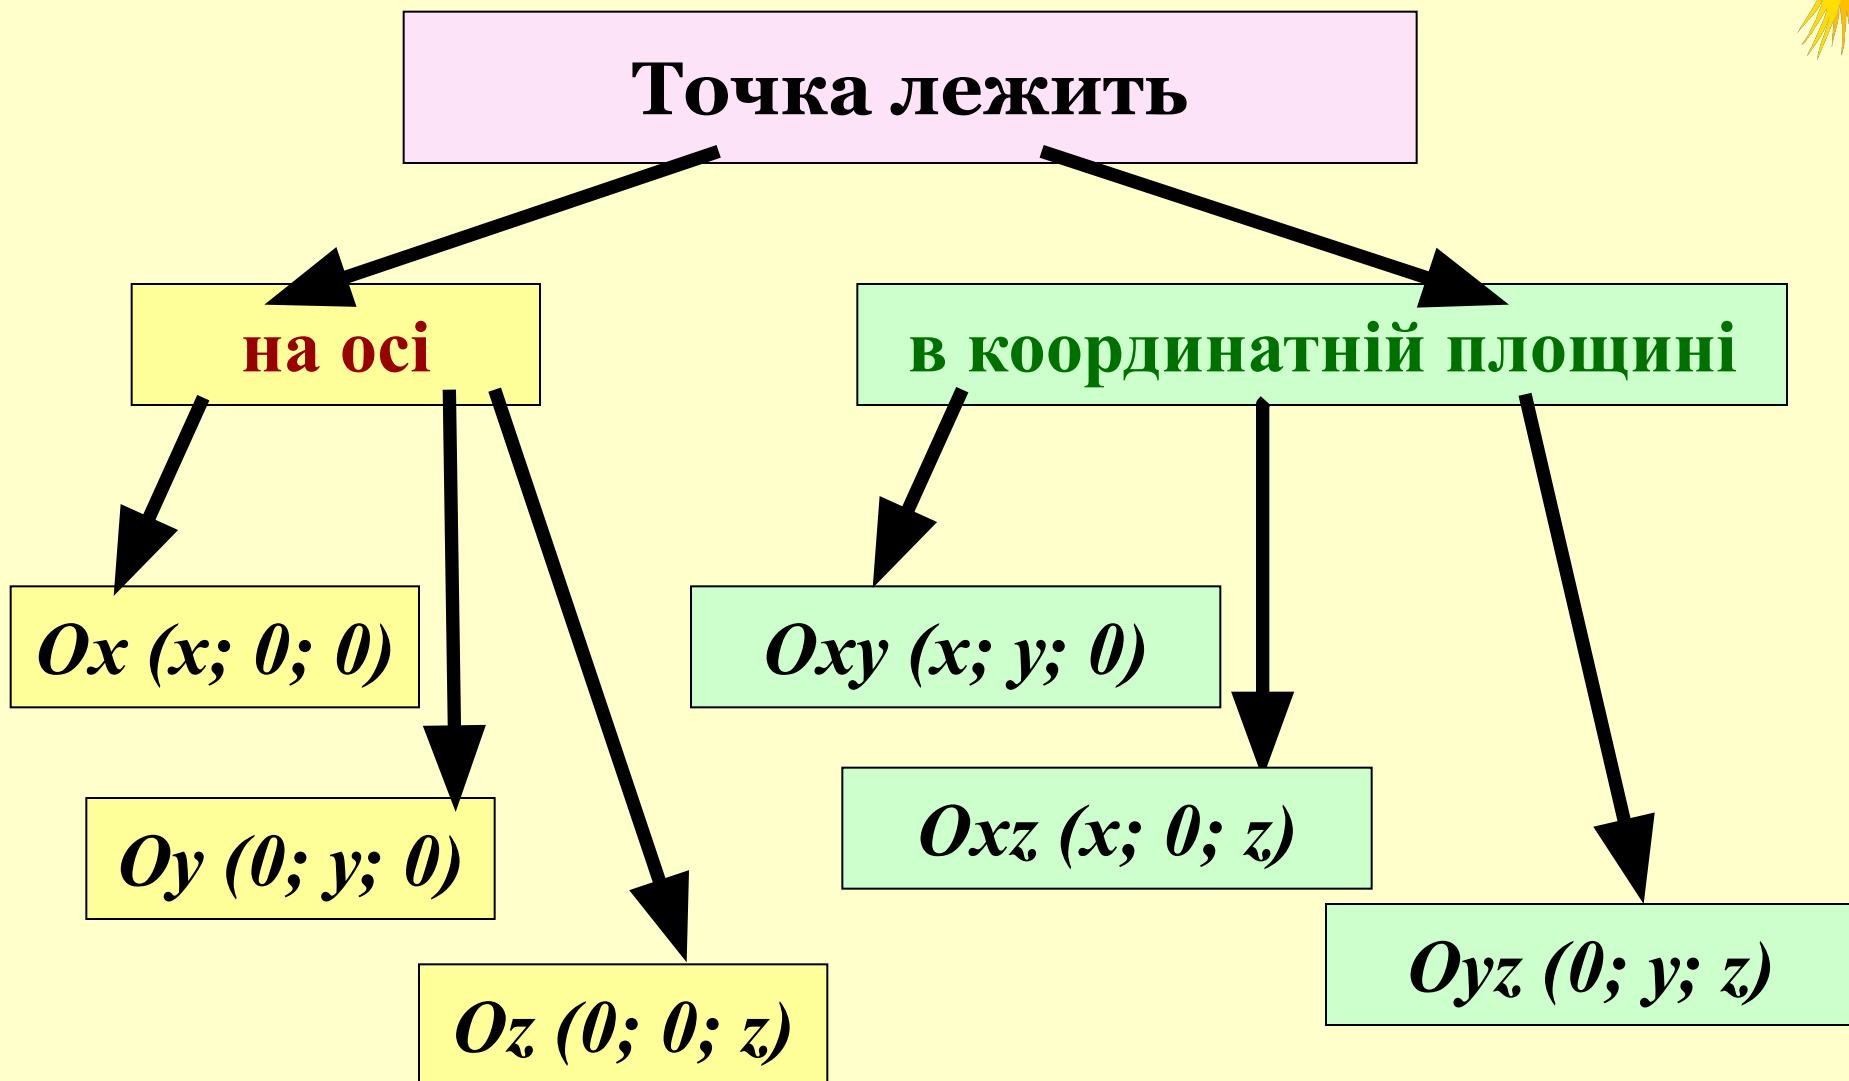 Точка лежить
на осі
в координатній площині
Ox (x; 0; 0)
Oxy (x; y; 0)
Oxz (x; 0; z)
Oy (0; y; 0)
Oyz (0; y; z)
Oz (0; 0; z)